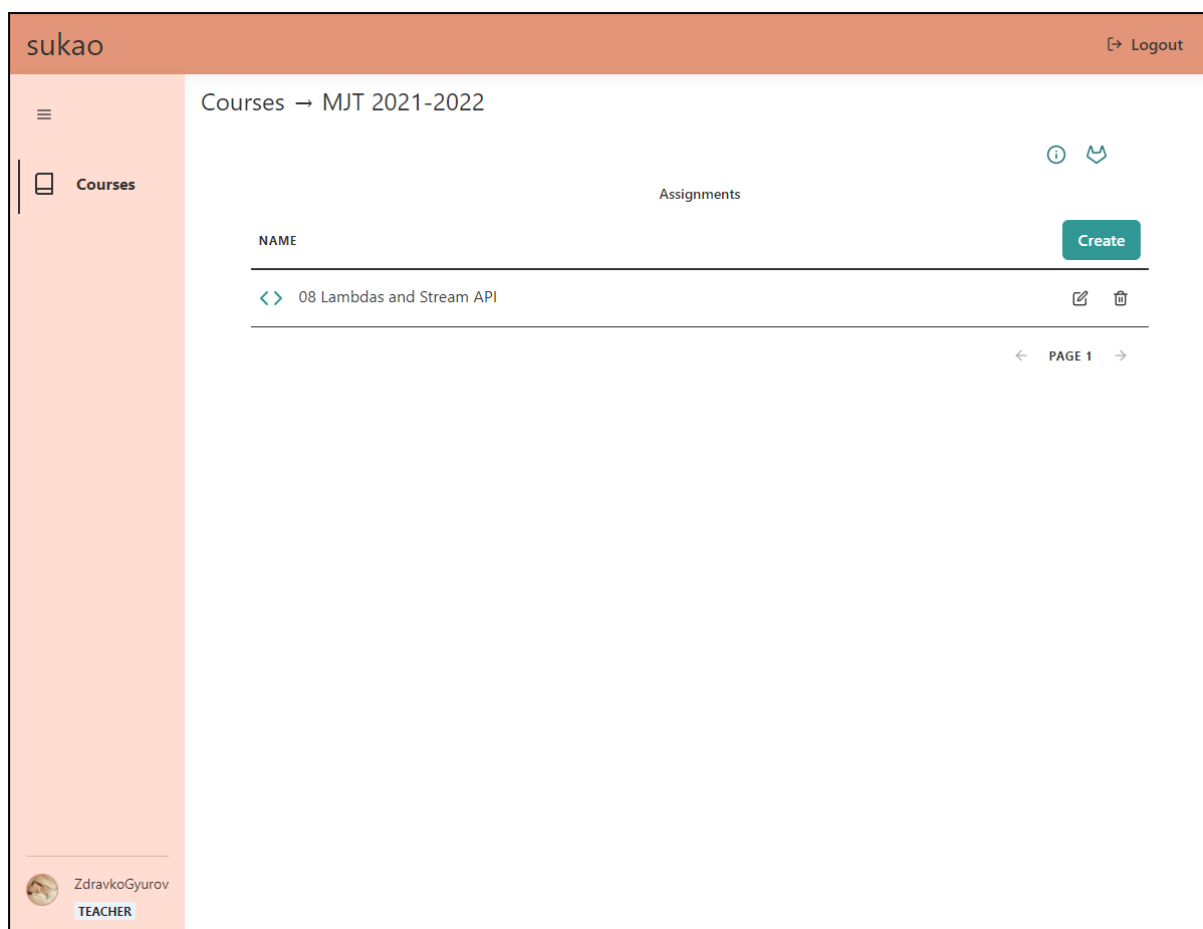 sukao
Logout
Courses → MJT 2021-2022
Courses
Assignments
NAME
Create
08 Lambdas and Stream API
← PAGE 1 →
ZdravkoGyurov
TEACHER